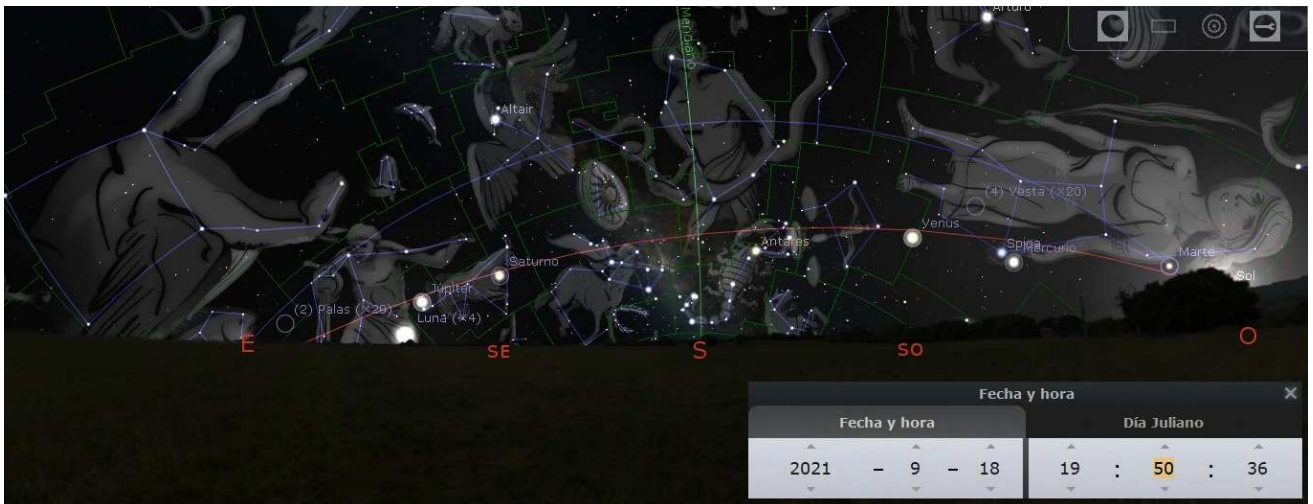 Arturo
Meridiano
Altair
(4) Vesta (×20)
Venus
Antares
Spica
Mercurio
Saturno
Marte
Sol
Júpiter
(2) Palas (×20)
Luna (×4)
E
SE
S
SO
O
Fecha y hora ×
Fecha y hora Día Juliano
2021 – 9 – 18 19 : 50 : 36